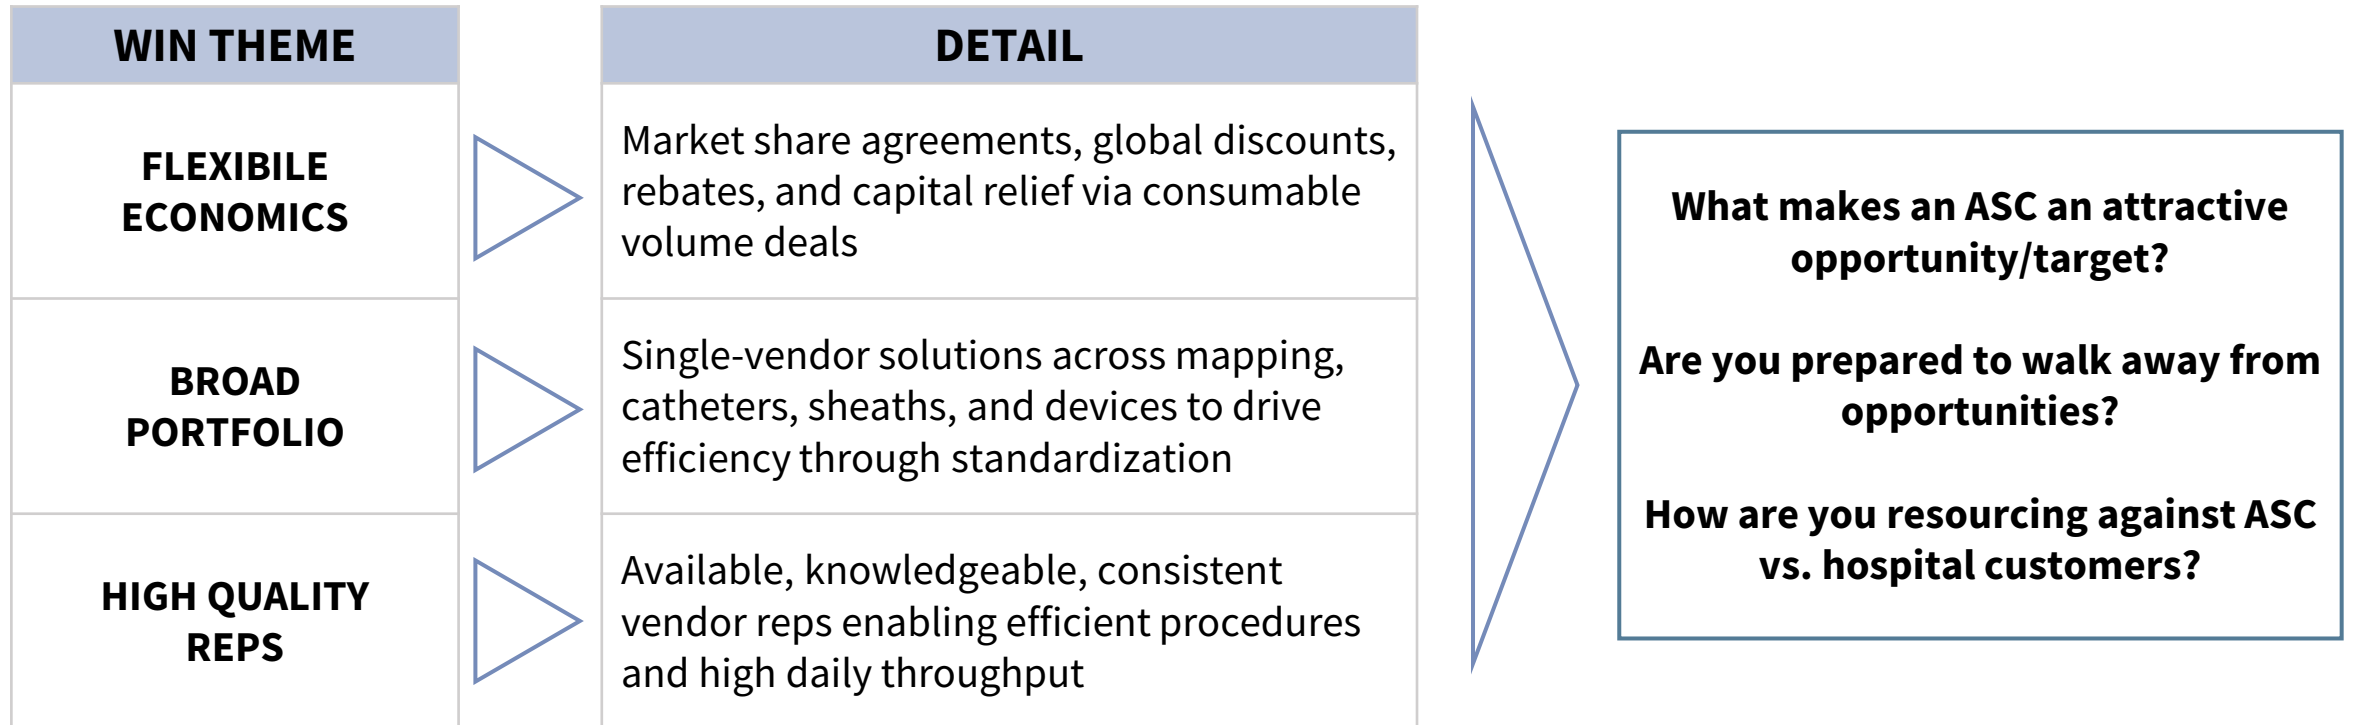 WIN THEME
DETAIL
FLEXIBILE
ECONOMICS
Market share agreements, global discounts,
rebates, and capital relief via consumable
volume deals
BROAD
PORTFOLIO
Single-vendor solutions across mapping,
catheters, sheaths, and devices to drive
efficiency through standardization
HIGH QUALITY
REPS
Available, knowledgeable, consistent
vendor reps enabling efficient procedures
and high daily throughput
What makes an ASC an attractive
opportunity/target?
Are you prepared to walk away from
opportunities?
How are you resourcing against ASC
vs. hospital customers?